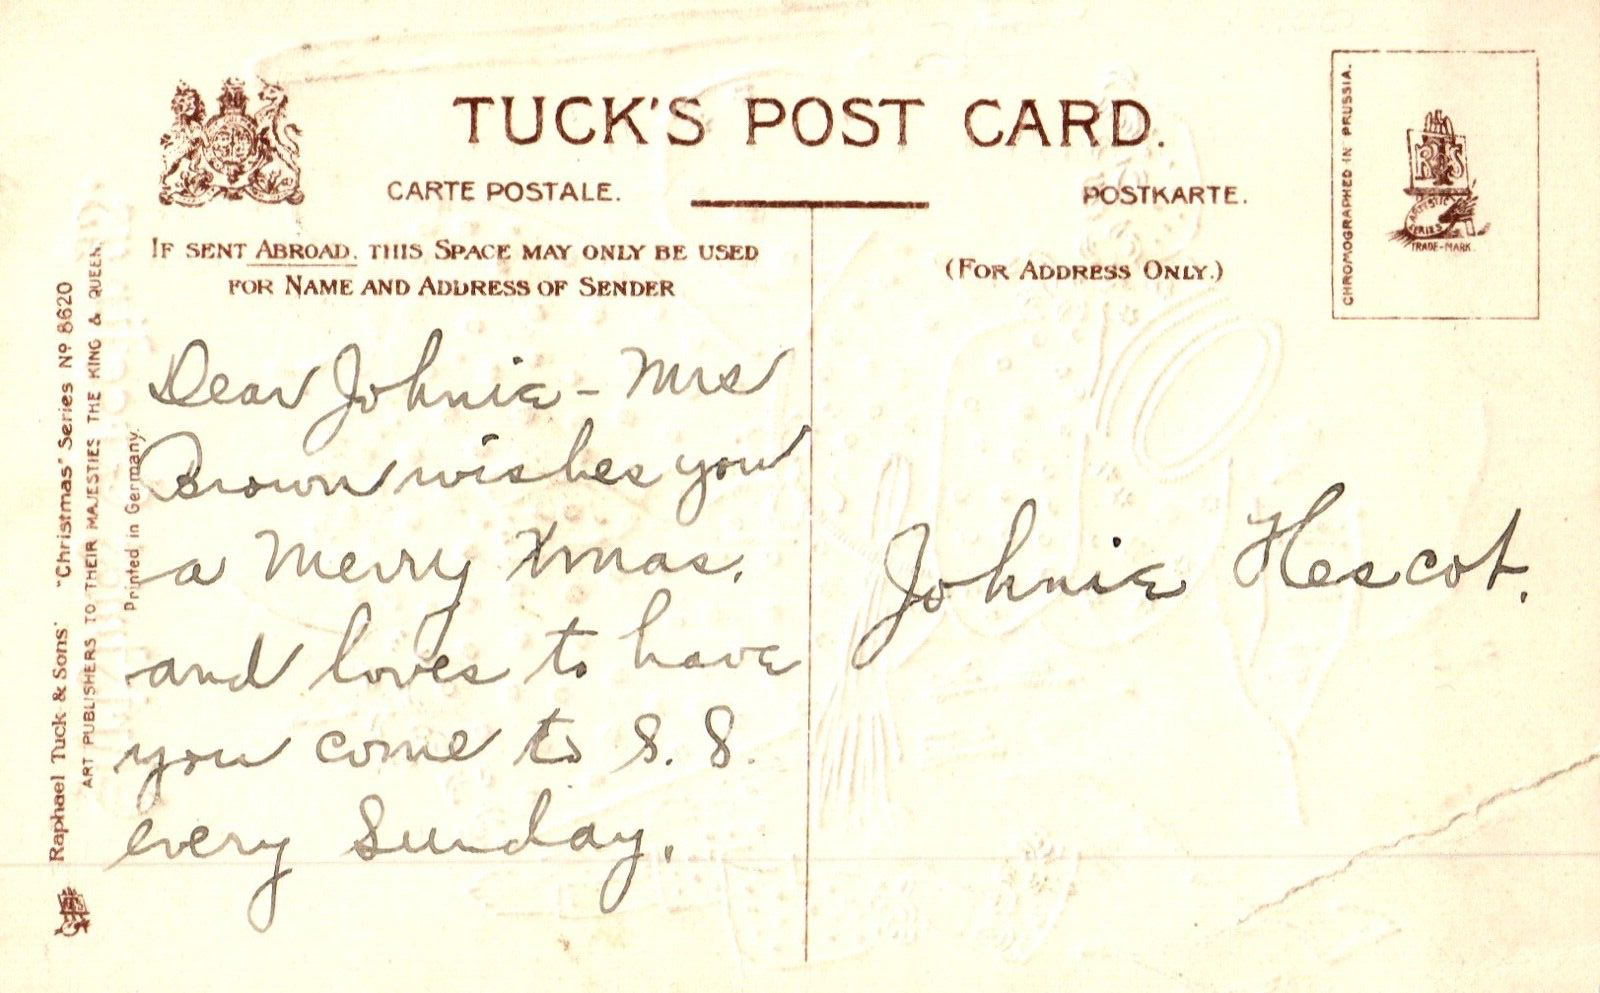 TUCK'S POST CARD.
CARTE POSTALE.
POSTKARTE.
IF SENT ABROAD, THIS SPACE MAY ONLY BE USED
FOR NAME AND ADDRESS OF SENDER
(FOR ADDRESS ONLY.)
CHROMOGRAPHED IN PRUSSIA.
ARTISTIC
SERIES
TRADE-MARK.
Raphael Tuck & Sons' "Christmas" Series Nº 8620
ART PUBLISHERS TO THEIR MAJESTIES THE KING & QUEEN.
Printed in Germany.
Dear Johnie - Mrs
Brown wishes you
a Merry Xmas.
and loves to have
you come to S. S.
every Sunday.
Johnie Hescot.